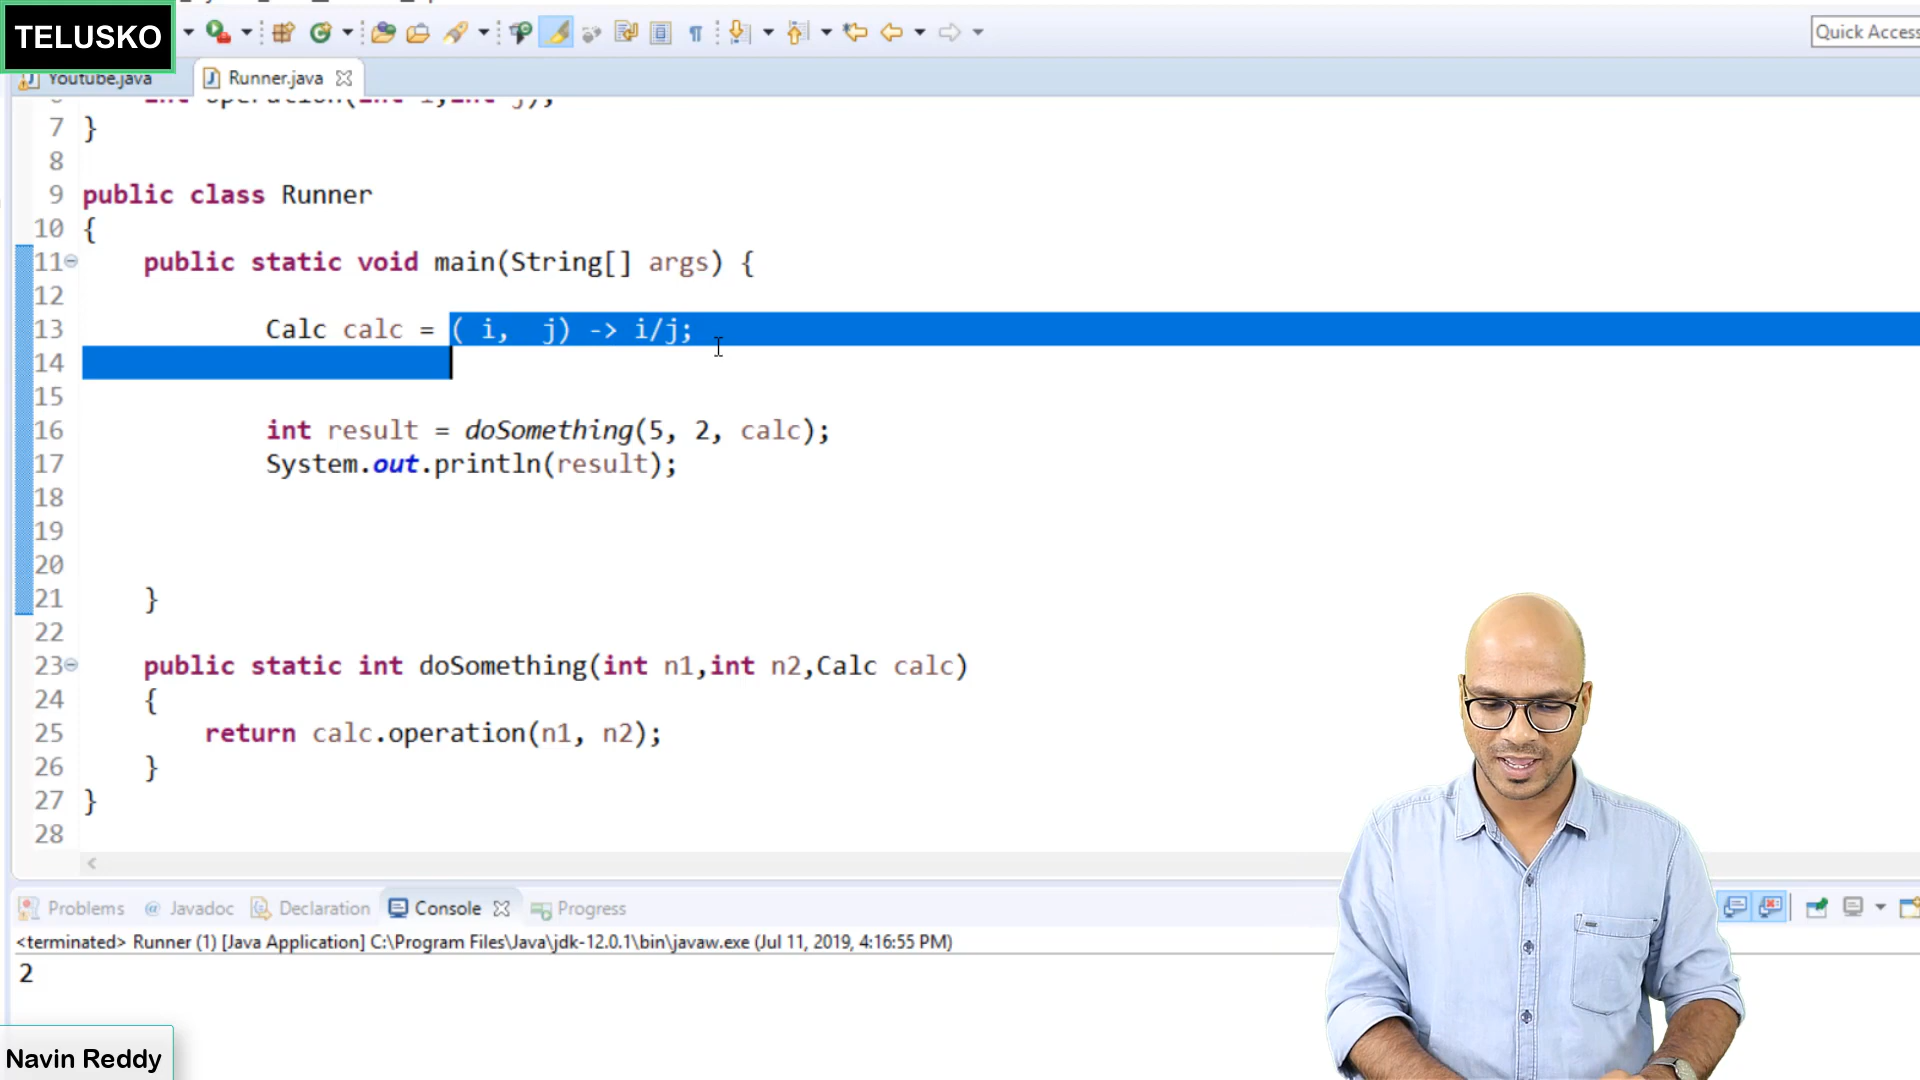 TELUSKO
Quick Access
Youtube.java
Runner.java
int operation(int i,int j);
7 }
8
9 public class Runner
10 {
11 public static void main(String[] args) {
12
13 Calc calc = ( i,  j) -> i/j;
14
15
16 int result = doSomething(5, 2, calc);
17 System.out.println(result);
18
19
20
21 }
22
23 public static int doSomething(int n1,int n2,Calc calc)
24 {
25 return calc.operation(n1, n2);
26 }
27 }
28
Problems @ Javadoc Declaration Console Progress
<terminated> Runner (1) [Java Application] C:\Program Files\Java\jdk-12.0.1\bin\javaw.exe (Jul 11, 2019, 4:16:55 PM)
2
Navin Reddy